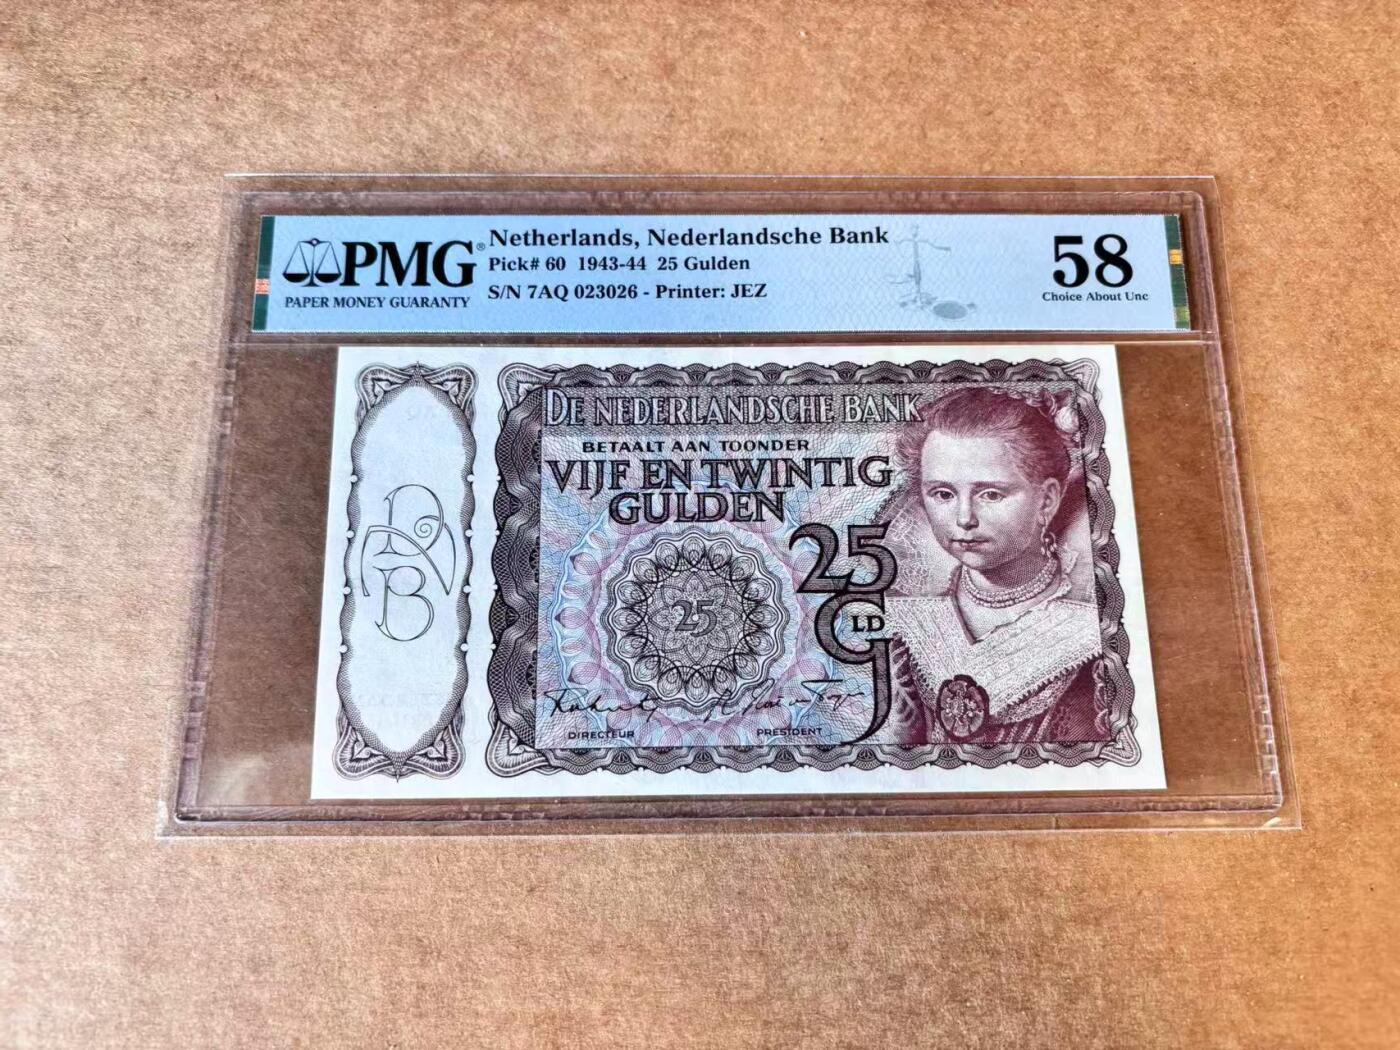 PMG®
PAPER MONEY GUARANTY
Netherlands, Nederlandsche Bank
Pick# 60 1943-44 25 Gulden
S/N 7AQ 023026 - Printer: JEZ
58
Choice About Unc
DE NEDERLANDSCHE BANK
BETAALT AAN TOONDER
VIJF EN TWINTIG
GULDEN
25
GLD
25
DNB
DIRECTEUR
PRESIDENT